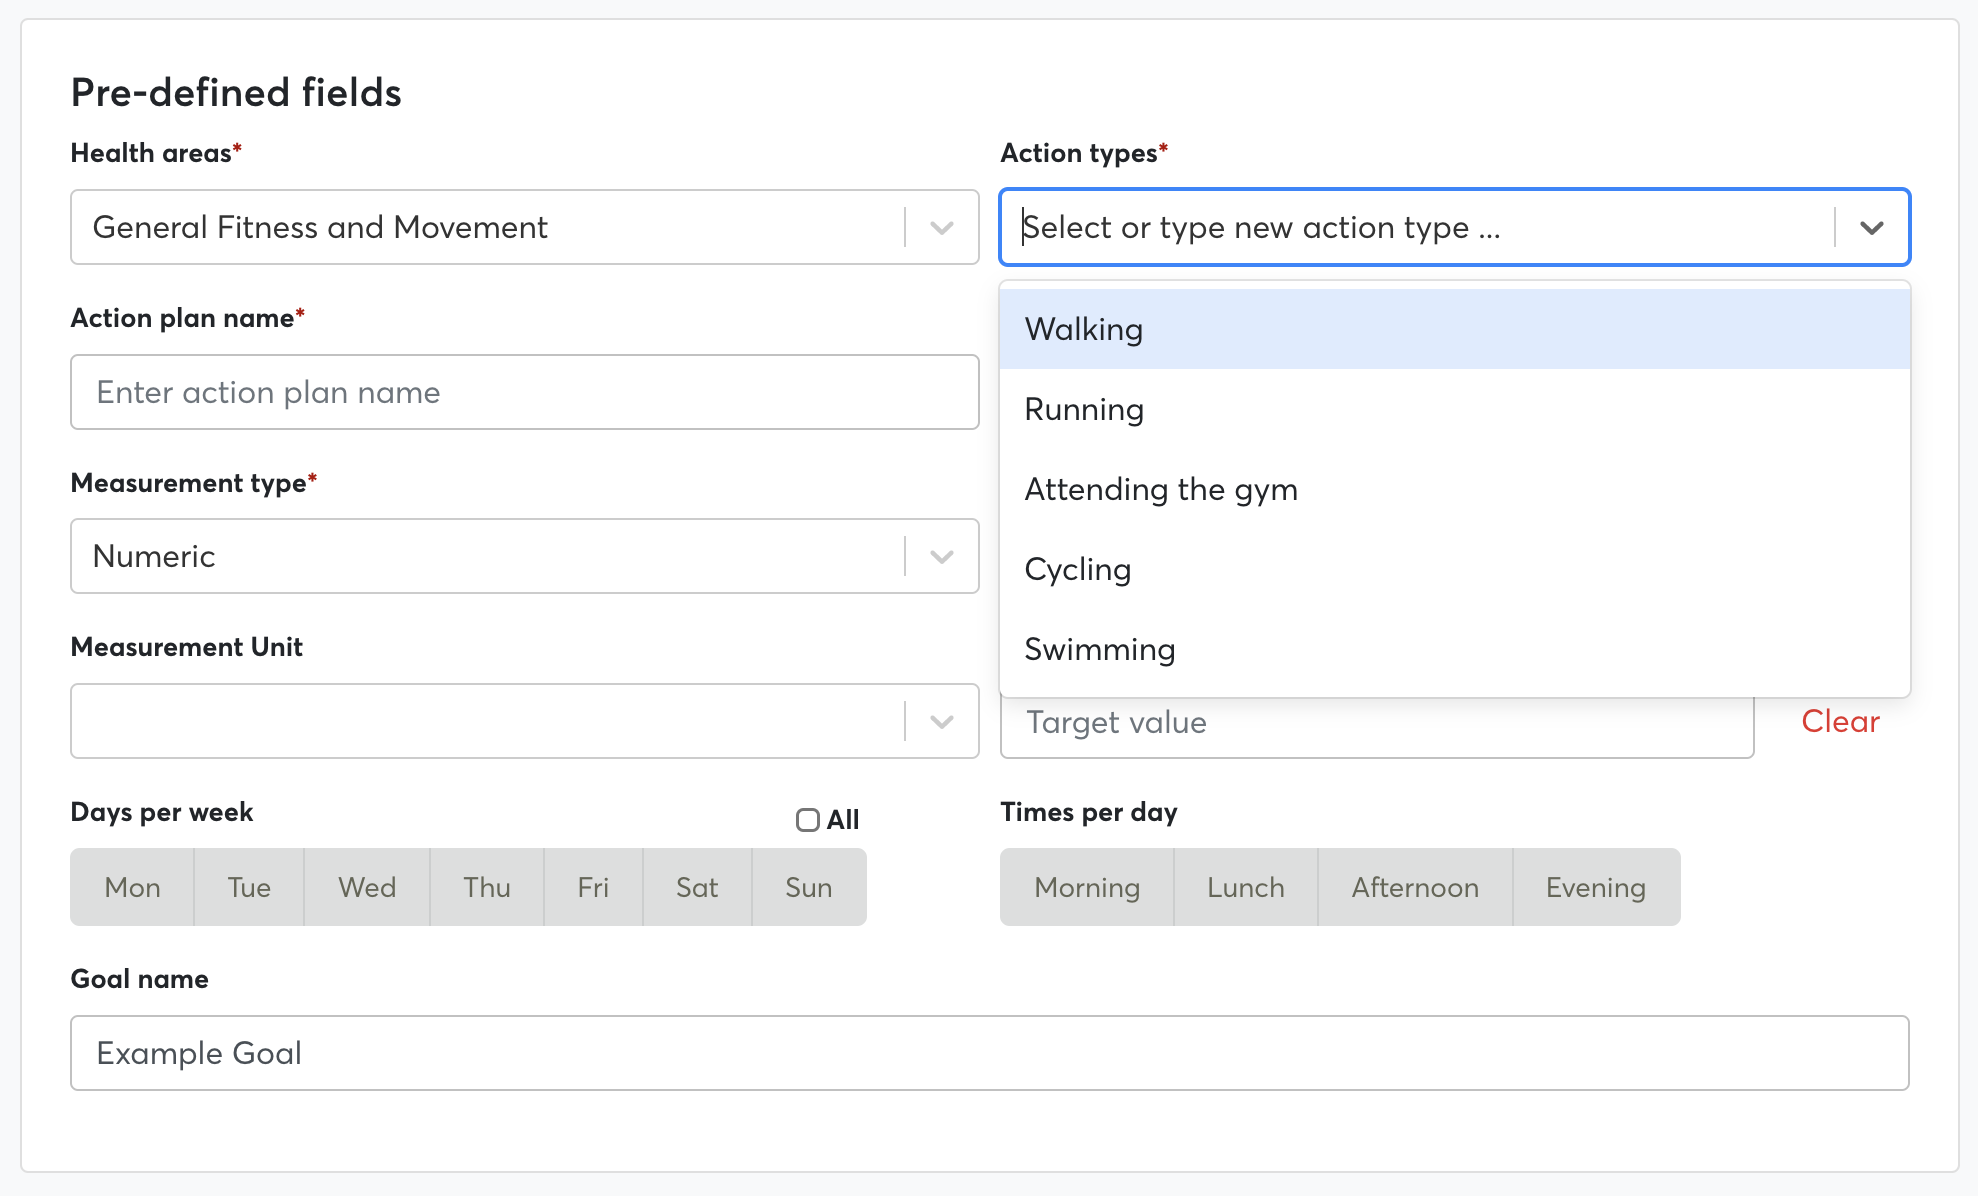 Pre-defined fields
Health areas*
Action types*
General Fitness and Movement
Select or type new action type ...
Walking
Running
Attending the gym
Cycling
Swimming
Action plan name*
Enter action plan name
Measurement type*
Numeric
Measurement Unit
Target value
Clear
Days per week
All
Times per day
Mon Tue Wed Thu Fri Sat Sun
Morning Lunch Afternoon Evening
Goal name
Example Goal